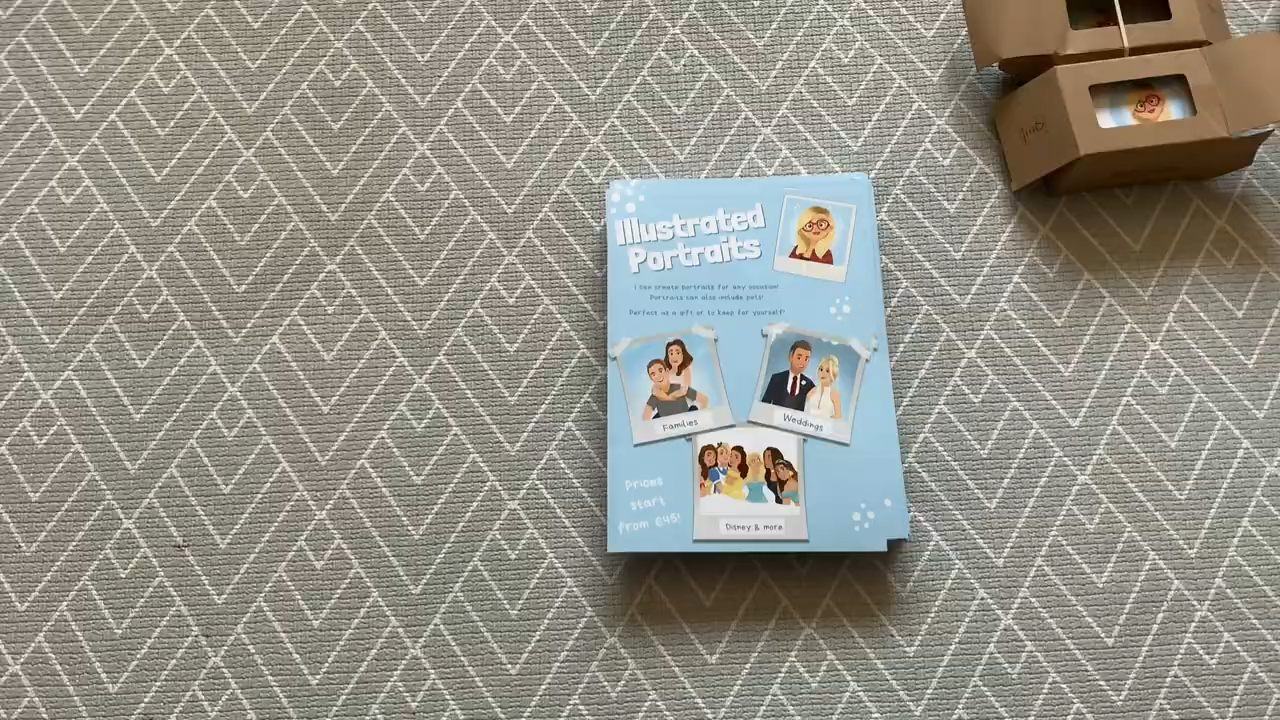 Illustrated
Portraits
I can create portraits for any occasion!
Portraits can also include pets!
Perfect as a gift or to keep for yourself!
Families
Weddings
Prices
start
from £45!
Disney & more